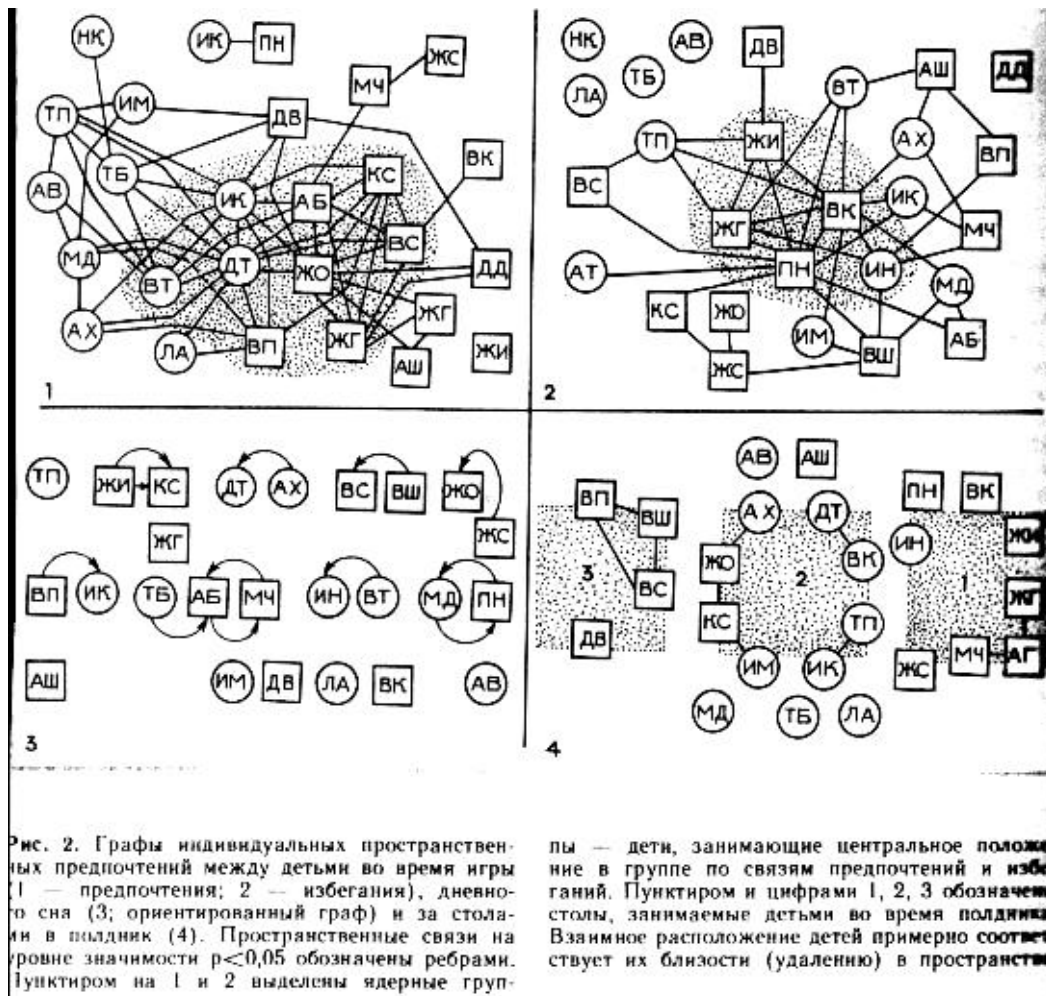 НК
ИК
ПН
ЖС
МЧ
ТП
ИМ
ДВ
ВК
ТБ
КС
АВ
ИК
АБ
ВС
МД
ДТ
ЖО
ДД
ВТ
АХ
ЖГ
ЛА
ВП
ЖГ
АШ
ЖИ
1
НК
АВ
ДВ
ЛА
ТБ
ВТ
АШ
ДД
ТП
ЖИ
АХ
ВП
ВС
ВК
ИК
ЖГ
МЧ
АТ
ПН
ИН
МД
КС
ЖО
ИМ
АБ
ЖС
ВШ
2
ТП
ЖИ
КС
ДТ
АХ
ВС
ВШ
ЖО
ЖГ
ЖС
ВП
ИК
ТБ
АБ
МЧ
ИН
ВТ
МД
ПН
АШ
ИМ
ДВ
ЛА
ВК
АВ
3
АВ
АШ
ВП
ВШ
АХ
ДТ
ПН
ВК
ЖО
ВК
ИН
ЖИ
3
2
1
ВС
КС
ТП
ЖГ
ДВ
ИМ
ИК
ЖС
МЧ
АГ
МД
ТБ
ЛА
4
Рис. 2. Графы индивидуальных пространствен-
ных предпочтений между детьми во время игры
(1 — предпочтения; 2 — избегания), дневно-
го сна (3; ориентированный граф) и за стола-
ми в полдник (4). Пространственные связи на
уровне значимости p<0,05 обозначены ребрами.
Пунктиром на 1 и 2 выделены ядерные груп-
пы — дети, занимающие центральное положе
ние в группе по связям предпочтений и избе
ганий. Пунктиром и цифрами 1, 2, 3 обозначены
столы, занимаемые детьми во время полдника
Взаимное расположение детей примерно соответ
ствует их близости (удалению) в пространстве